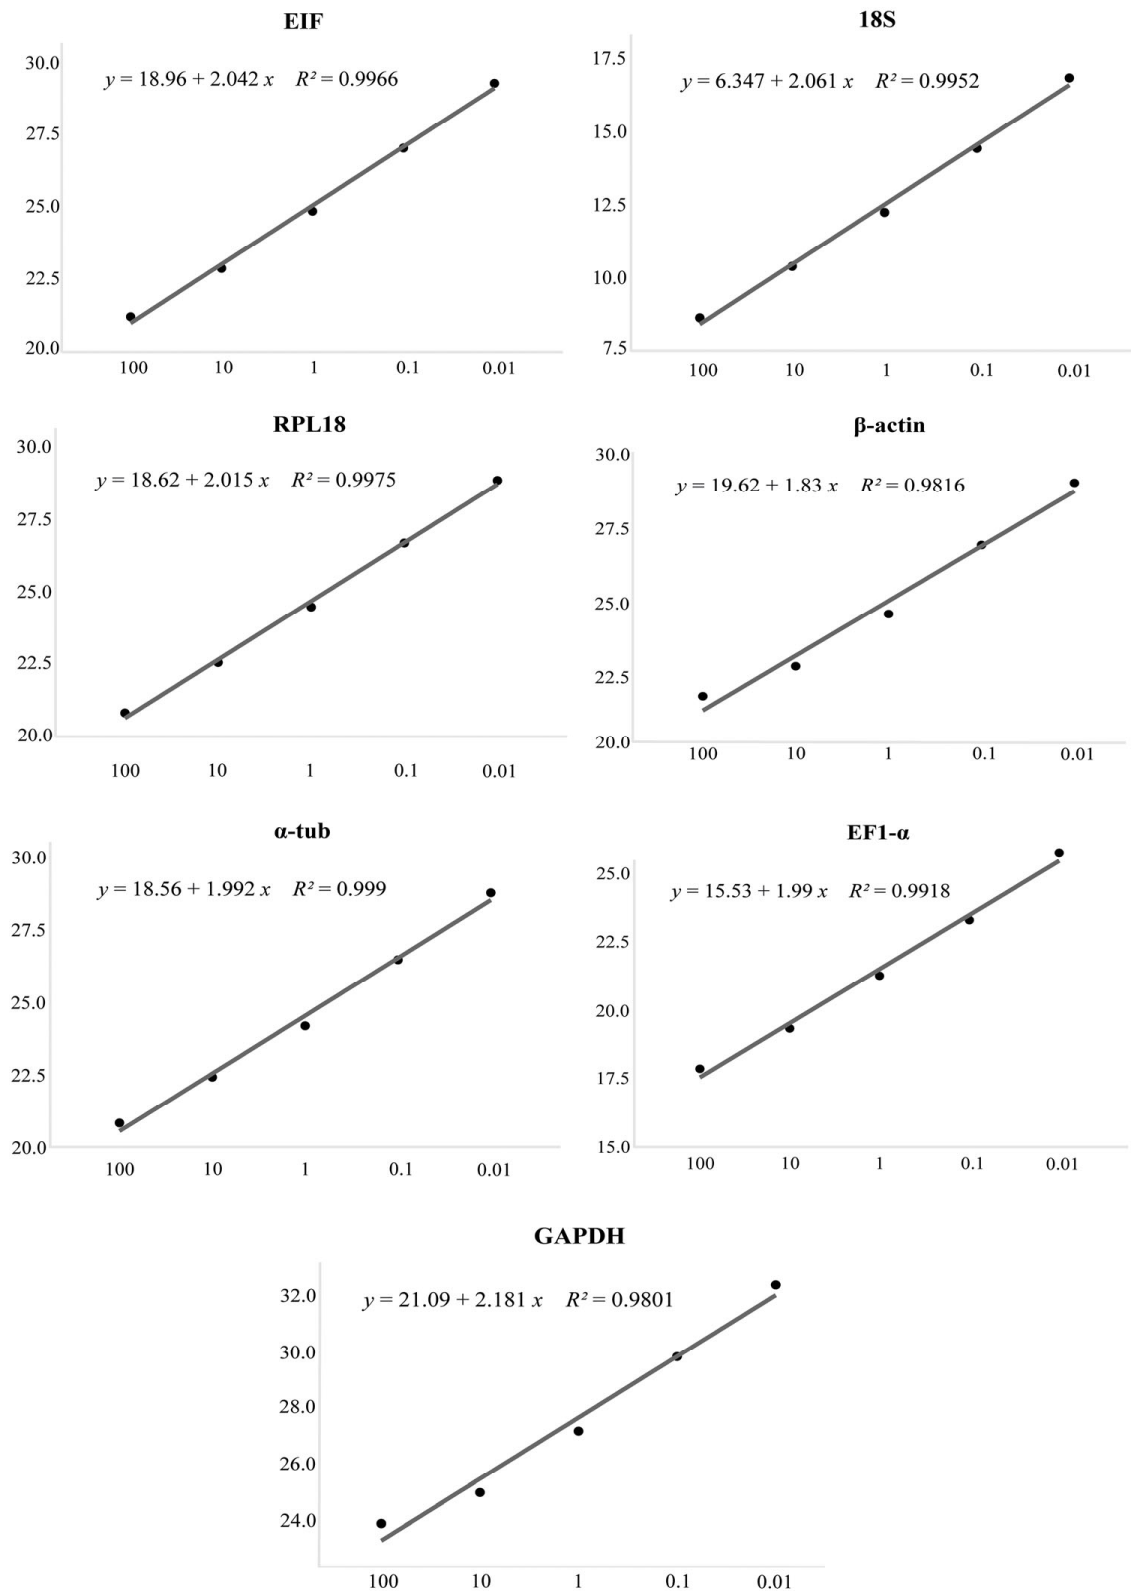 EIF
y = 18.96 + 2.042 x R² = 0.9966
30.0
27.5
25.0
22.5
20.0
100 10 1 0.1 0.01
18S
y = 6.347 + 2.061 x R² = 0.9952
17.5
15.0
12.5
10.0
7.5
100 10 1 0.1 0.01
RPL18
y = 18.62 + 2.015 x R² = 0.9975
30.0
27.5
25.0
22.5
20.0
100 10 1 0.1 0.01
β-actin
y = 19.62 + 1.83 x R² = 0.9816
30.0
27.5
25.0
22.5
20.0
100 10 1 0.1 0.01
α-tub
y = 18.56 + 1.992 x R² = 0.999
30.0
27.5
25.0
22.5
20.0
100 10 1 0.1 0.01
EF1-α
y = 15.53 + 1.99 x R² = 0.9918
25.0
22.5
20.0
17.5
15.0
100 10 1 0.1 0.01
GAPDH
y = 21.09 + 2.181 x R² = 0.9801
32.0
30.0
28.0
26.0
24.0
100 10 1 0.1 0.01